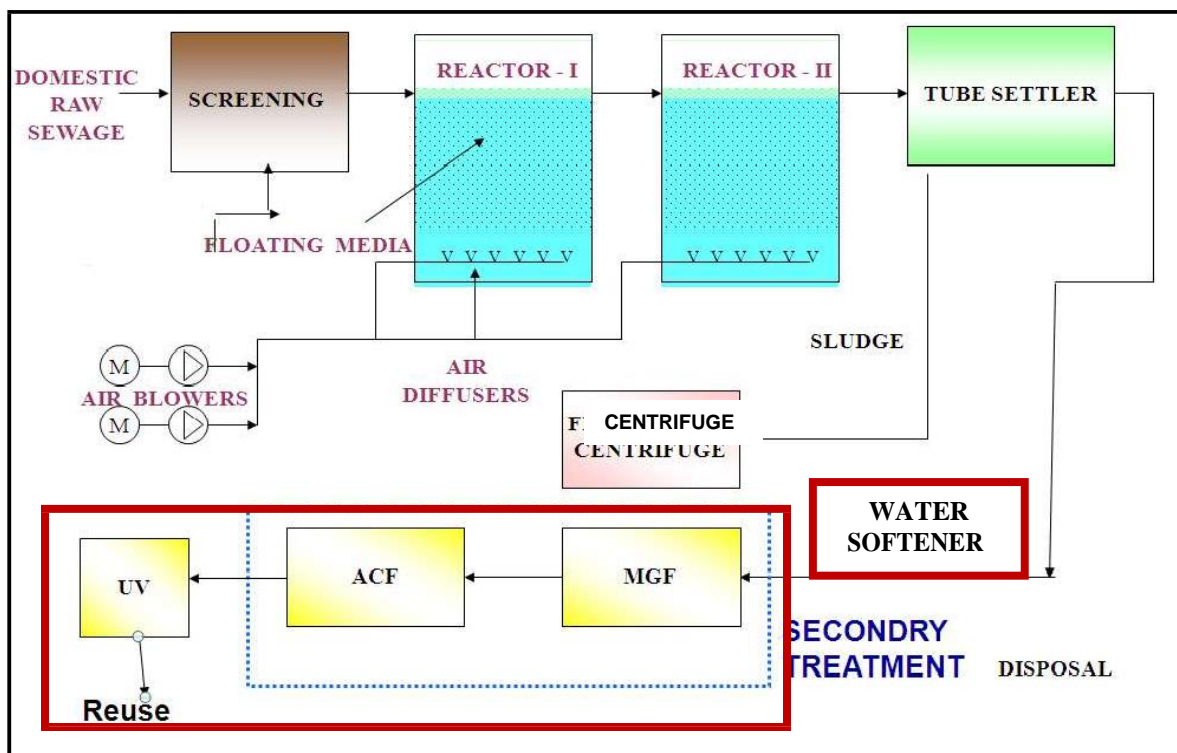 DOMESTIC
RAW
SEWAGE
SCREENING
REACTOR - I
REACTOR - II
TUBE SETTLER
FLOATING MEDIA
V V V V V V
V V V V V V
M
AIR BLOWERS
M
AIR
DIFFUSERS
SLUDGE
CENTRIFUGE
CENTRIFUGE
WATER
SOFTENER
UV
ACF
MGF
SECONDRY
TREATMENT
DISPOSAL
Reuse